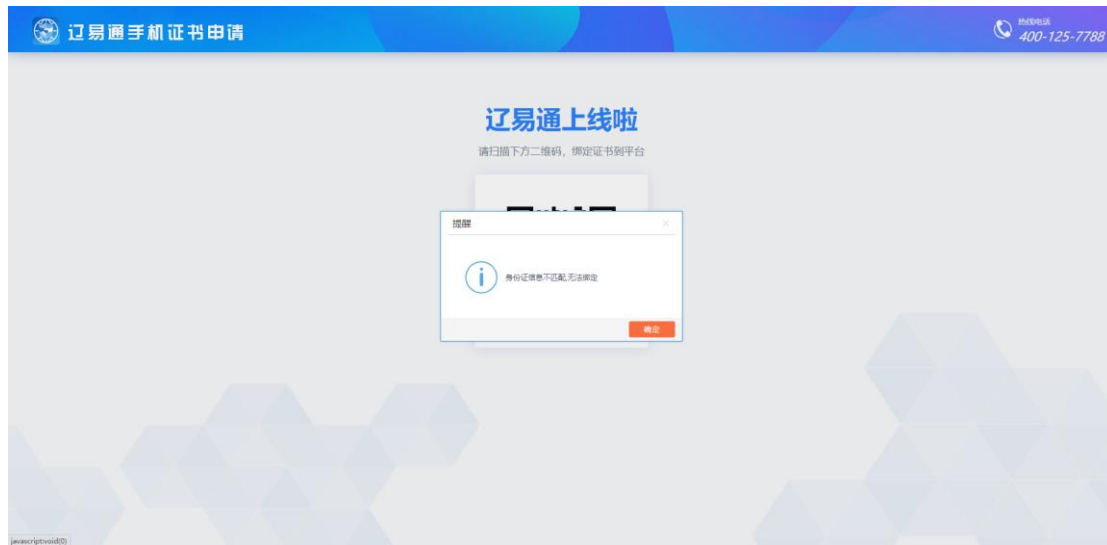 辽易通手机证书申请
热线电话
400-125-7788
辽易通上线啦
请扫描下方二维码，绑定证书到平台
提醒
身份证信息不匹配,无法绑定
确定
javascript:void(0)